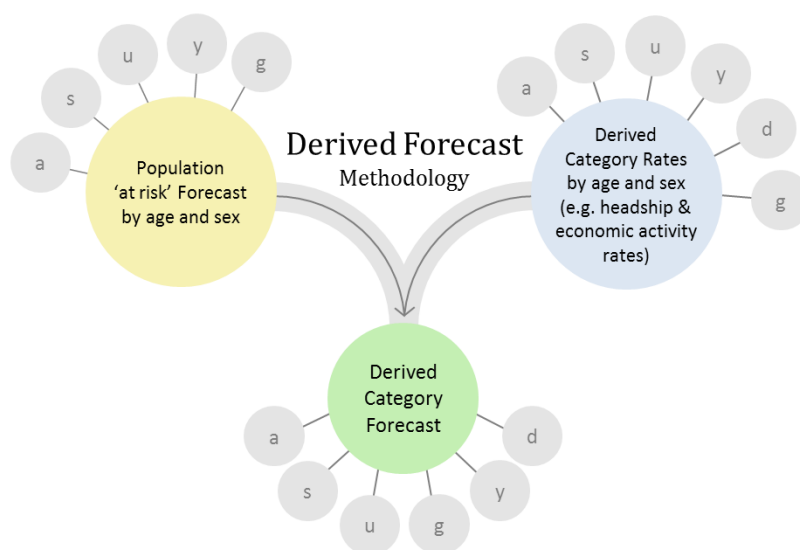 a
s
u
y
g
Population
‘at risk’ Forecast
by age and sex
Derived Forecast
Methodology
a
s
u
y
d
g
Derived
Category Rates
by age and sex
(e.g. headship &
economic activity
rates)
Derived
Category
Forecast
a
s
u
g
y
d